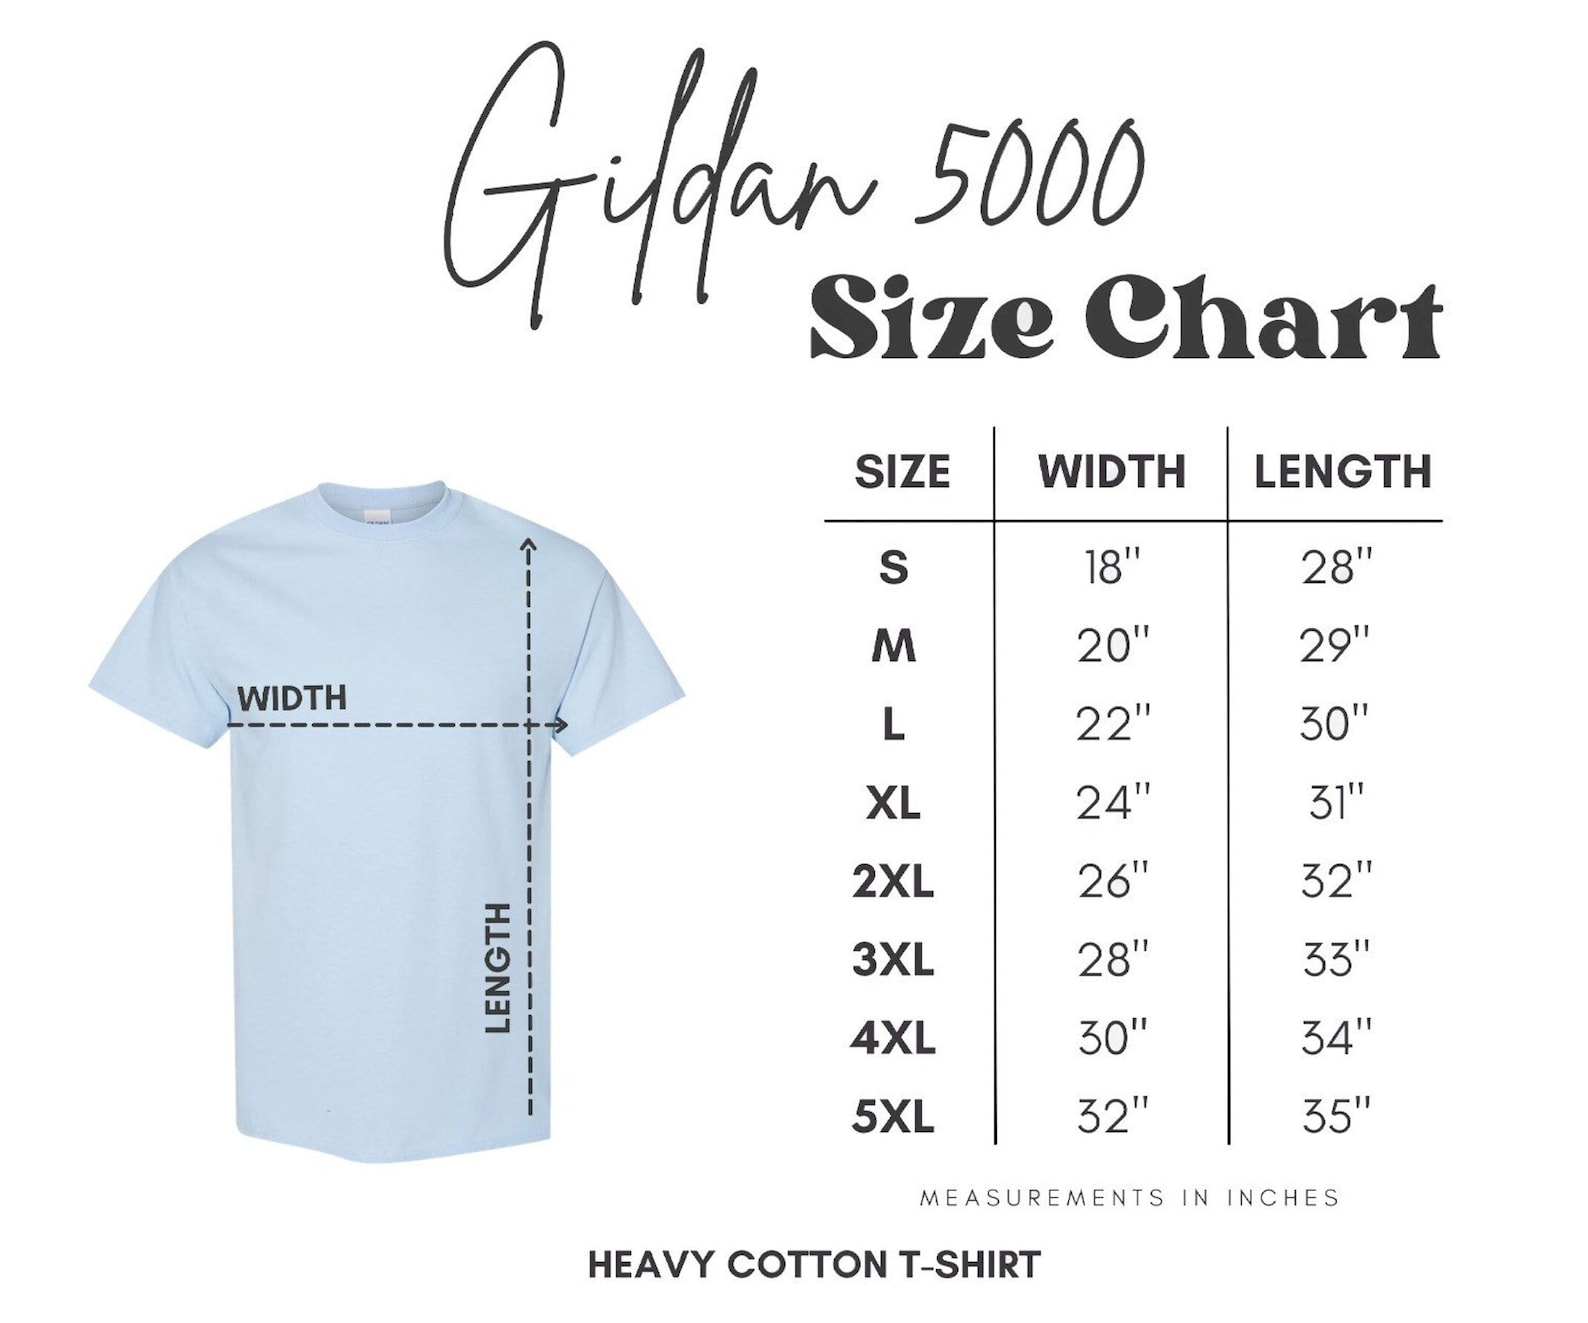 Gildan 5000
Size Chart
SIZE WIDTH LENGTH
S 18" 28"
M 20" 29"
L 22" 30"
XL 24" 31"
2XL 26" 32"
3XL 28" 33"
4XL 30" 34"
5XL 32" 35"
WIDTH
LENGTH
MEASUREMENTS IN INCHES
HEAVY COTTON T-SHIRT